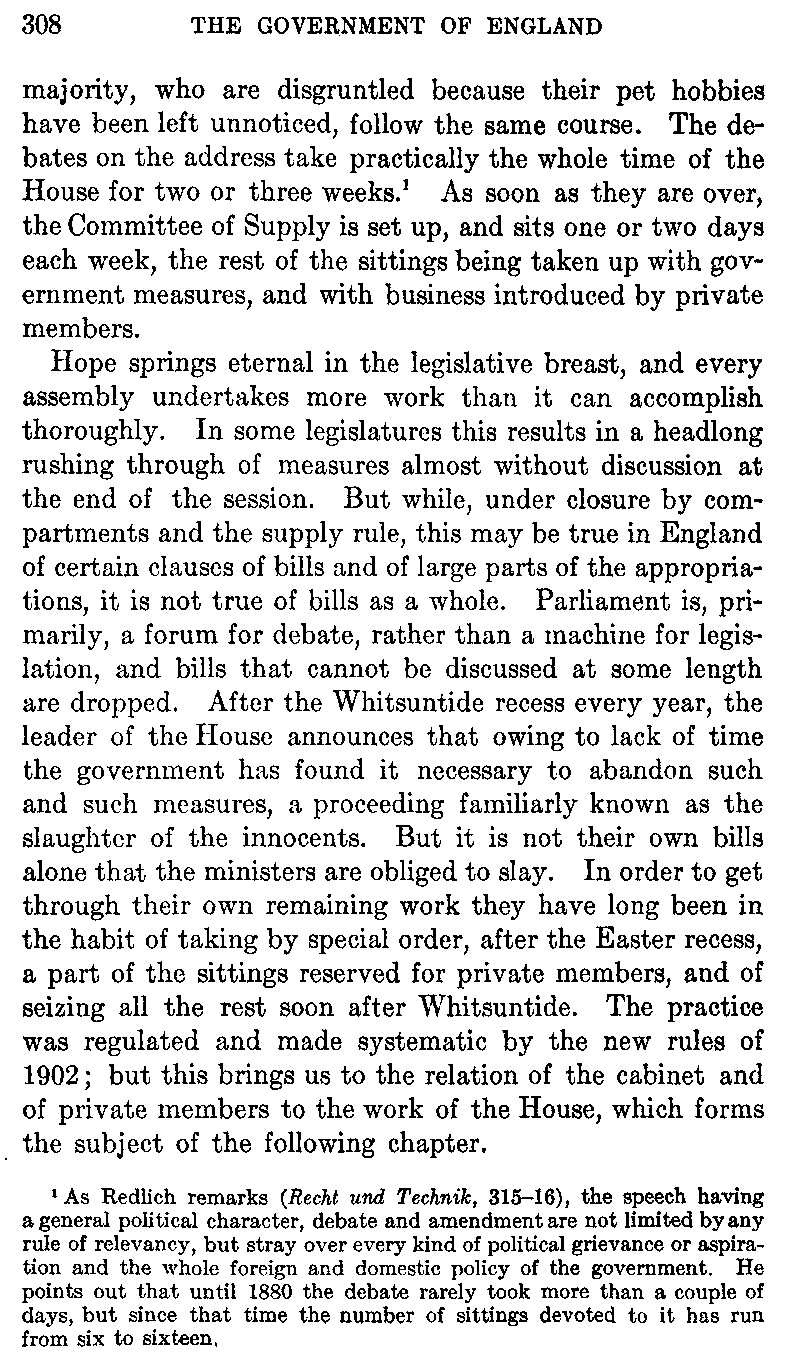 308 THE GOVERNMENT OF ENGLAND
majority, who are disgruntled because their pet hobbies
have been left unnoticed, follow the same course. The de-
bates on the address take practically the whole time of the
House for two or three weeks.¹ As soon as they are over,
the Committee of Supply is set up, and sits one or two days
each week, the rest of the sittings being taken up with gov-
ernment measures, and with business introduced by private
members.
Hope springs eternal in the legislative breast, and every
assembly undertakes more work than it can accomplish
thoroughly. In some legislatures this results in a headlong
rushing through of measures almost without discussion at
the end of the session. But while, under closure by com-
partments and the supply rule, this may be true in England
of certain clauses of bills and of large parts of the appropria-
tions, it is not true of bills as a whole. Parliament is, pri-
marily, a forum for debate, rather than a machine for legis-
lation, and bills that cannot be discussed at some length
are dropped. After the Whitsuntide recess every year, the
leader of the House announces that owing to lack of time
the government has found it necessary to abandon such
and such measures, a proceeding familiarly known as the
slaughter of the innocents. But it is not their own bills
alone that the ministers are obliged to slay. In order to get
through their own remaining work they have long been in
the habit of taking by special order, after the Easter recess,
a part of the sittings reserved for private members, and of
seizing all the rest soon after Whitsuntide. The practice
was regulated and made systematic by the new rules of
1902; but this brings us to the relation of the cabinet and
of private members to the work of the House, which forms
the subject of the following chapter.
¹ As Redlich remarks (Recht und Technik, 315–16), the speech having
a general political character, debate and amendment are not limited by any
rule of relevancy, but stray over every kind of political grievance or aspira-
tion and the whole foreign and domestic policy of the government. He
points out that until 1880 the debate rarely took more than a couple of
days, but since that time the number of sittings devoted to it has run
from six to sixteen.